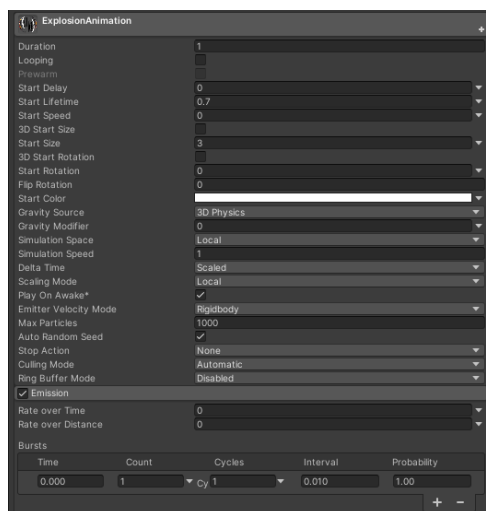 ExplosionAnimation
Duration 1
Looping
Prewarm
Start Delay 0
Start Lifetime 0.7
Start Speed 0
3D Start Size
Start Size 3
3D Start Rotation
Start Rotation 0
Flip Rotation 0
Start Color
Gravity Source 3D Physics
Gravity Modifier 0
Simulation Space Local
Simulation Speed 1
Delta Time Scaled
Scaling Mode Local
Play On Awake*
Emitter Velocity Mode Rigidbody
Max Particles 1000
Auto Random Seed
Stop Action None
Culling Mode Automatic
Ring Buffer Mode Disabled
Emission
Rate over Time 0
Rate over Distance 0
Bursts
Time Count Cycles Interval Probability
0.000 1 Cy 1 0.010 1.00